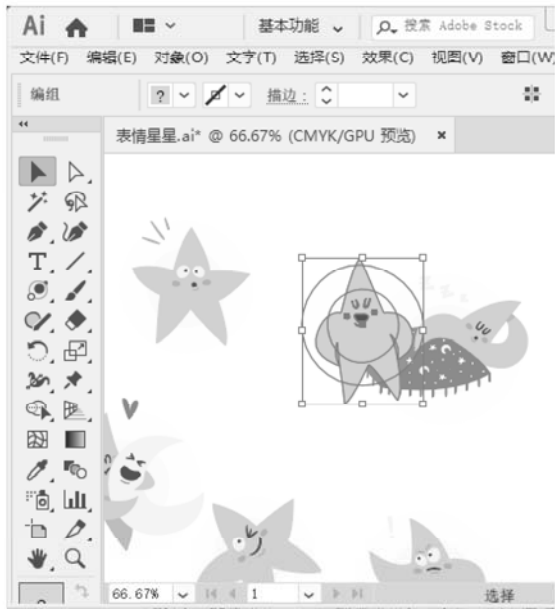 Ai 基本功能 搜索 Adobe Stock
文件(F) 编辑(E) 对象(O) 文字(T) 选择(S) 效果(C) 视图(V) 窗口(W)
编组 ? 描边:
表情星星.ai* @ 66.67% (CMYK/GPU 预览) ×
66.67% 1 选择